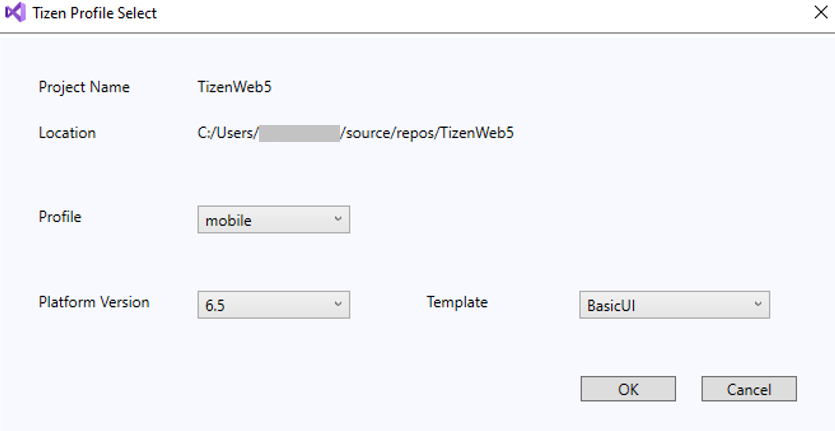 Tizen Profile Select
Project Name TizenWeb5
Location C:/Users/ /source/repos/TizenWeb5
Profile mobile
Platform Version 6.5 Template BasicUI
OK Cancel